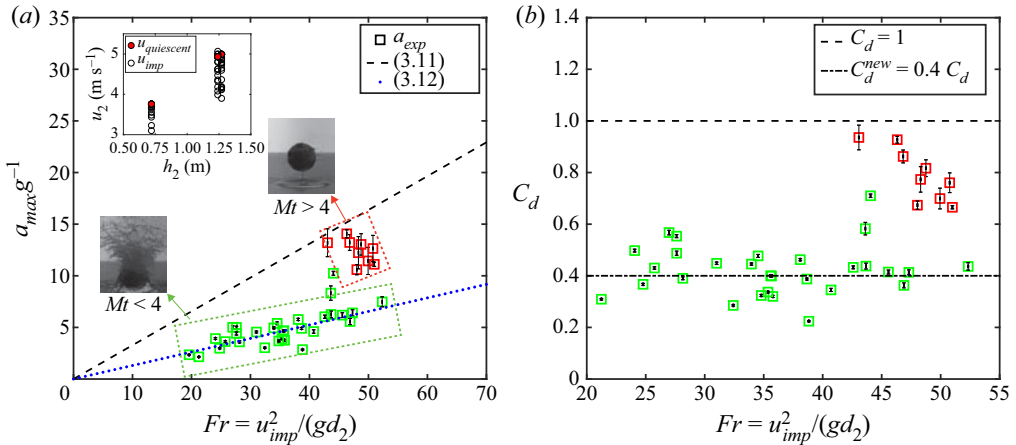 (a)
35
30
25
20
15
10
5
0
a_max g^−1
0 10 20 30 40 50 60 70
Fr = u_imp^2/(gd_2)
a_exp
(3.11)
(3.12)
u_quiescent
u_imp
5
4
3
u_2 (m s^−1)
0.50 0.75 1.00 1.25 1.50
h_2 (m)
Mt > 4
Mt < 4
(b)
1.4
1.2
1.0
0.8
0.6
0.4
0.2
0
C_d
20 25 30 35 40 45 50 55
Fr = u_imp^2/(gd_2)
C_d = 1
C_d^new = 0.4 C_d